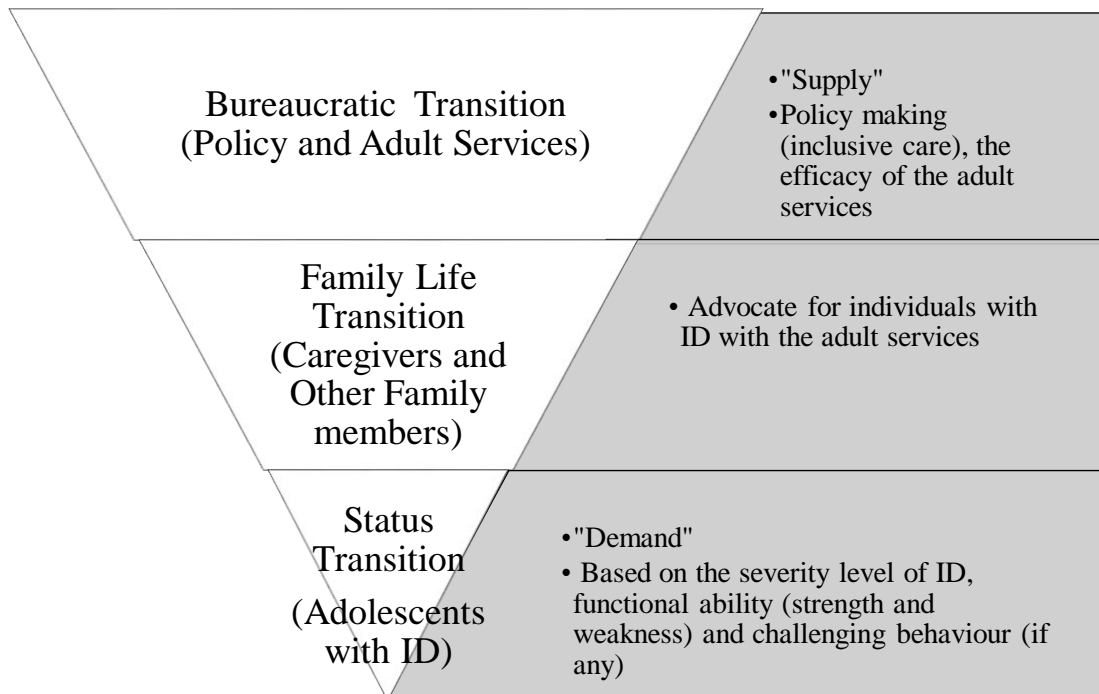 Bureaucratic Transition
(Policy and Adult Services)
•"Supply"
•Policy making
(inclusive care), the
efficacy of the adult
services
Family Life
Transition
(Caregivers and
Other Family
members)
• Advocate for individuals with
ID with the adult services
Status
Transition
(Adolescents
with ID)
•"Demand"
• Based on the severity level of ID,
functional ability (strength and
weakness) and challenging behaviour (if
any)